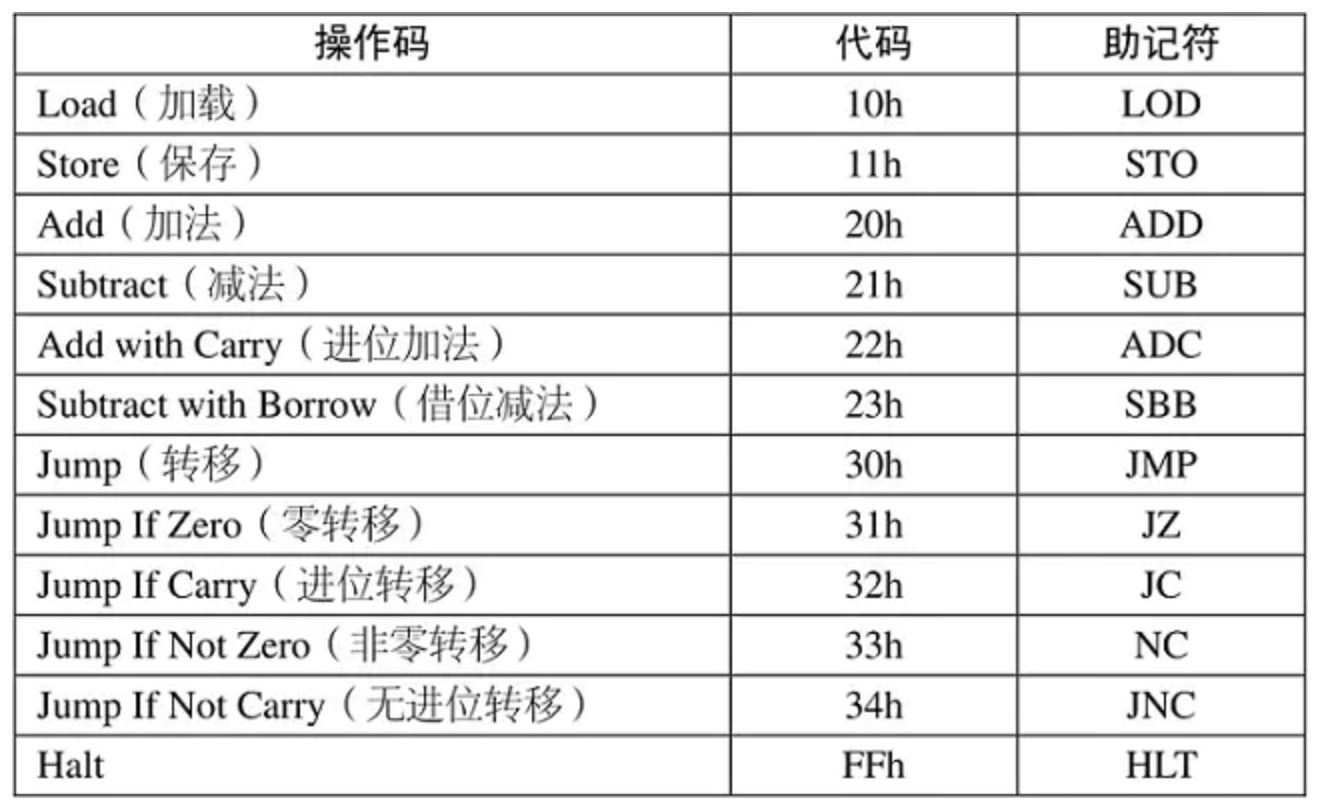 操作码 代码 助记符
Load（加载） 10h LOD
Store（保存） 11h STO
Add（加法） 20h ADD
Subtract（减法） 21h SUB
Add with Carry（进位加法） 22h ADC
Subtract with Borrow（借位减法） 23h SBB
Jump（转移） 30h JMP
Jump If Zero（零转移） 31h JZ
Jump If Carry（进位转移） 32h JC
Jump If Not Zero（非零转移） 33h NC
Jump If Not Carry（无进位转移） 34h JNC
Halt FFh HLT